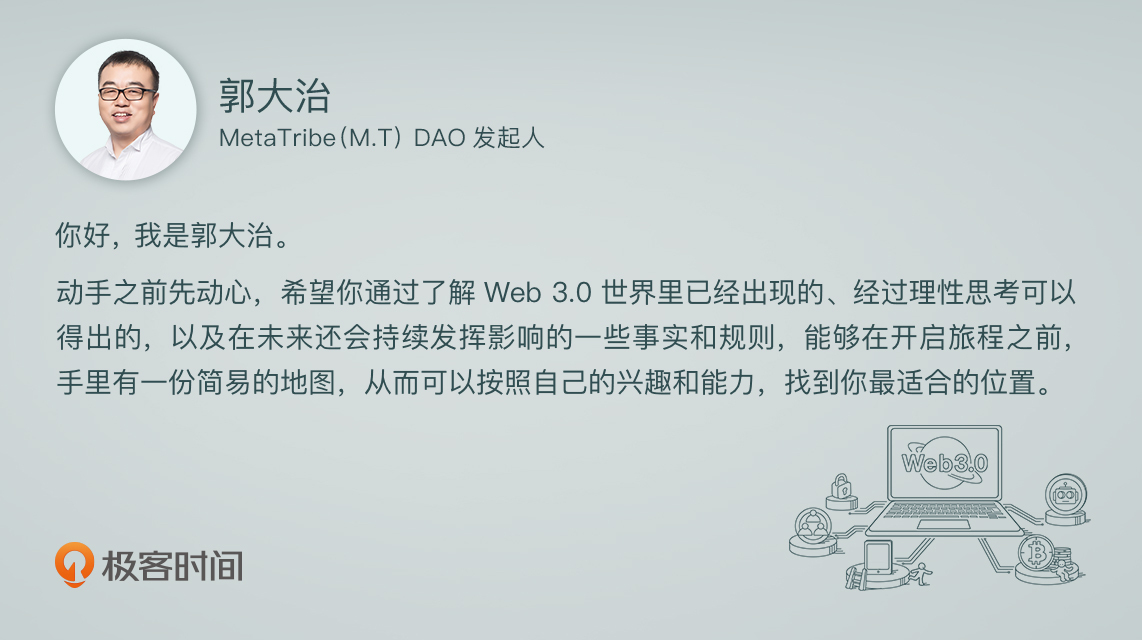 郭大治
MetaTribe(M.T) DAO 发起人
你好，我是郭大治。
动手之前先动心，希望你通过了解 Web 3.0 世界里已经出现的、经过理性思考可以
得出的，以及在未来还会持续发挥影响的一些事实和规则，能够在开启旅程之前，
手里有一份简易的地图，从而可以按照自己的兴趣和能力，找到你最适合的位置。
Web3.0
极客时间